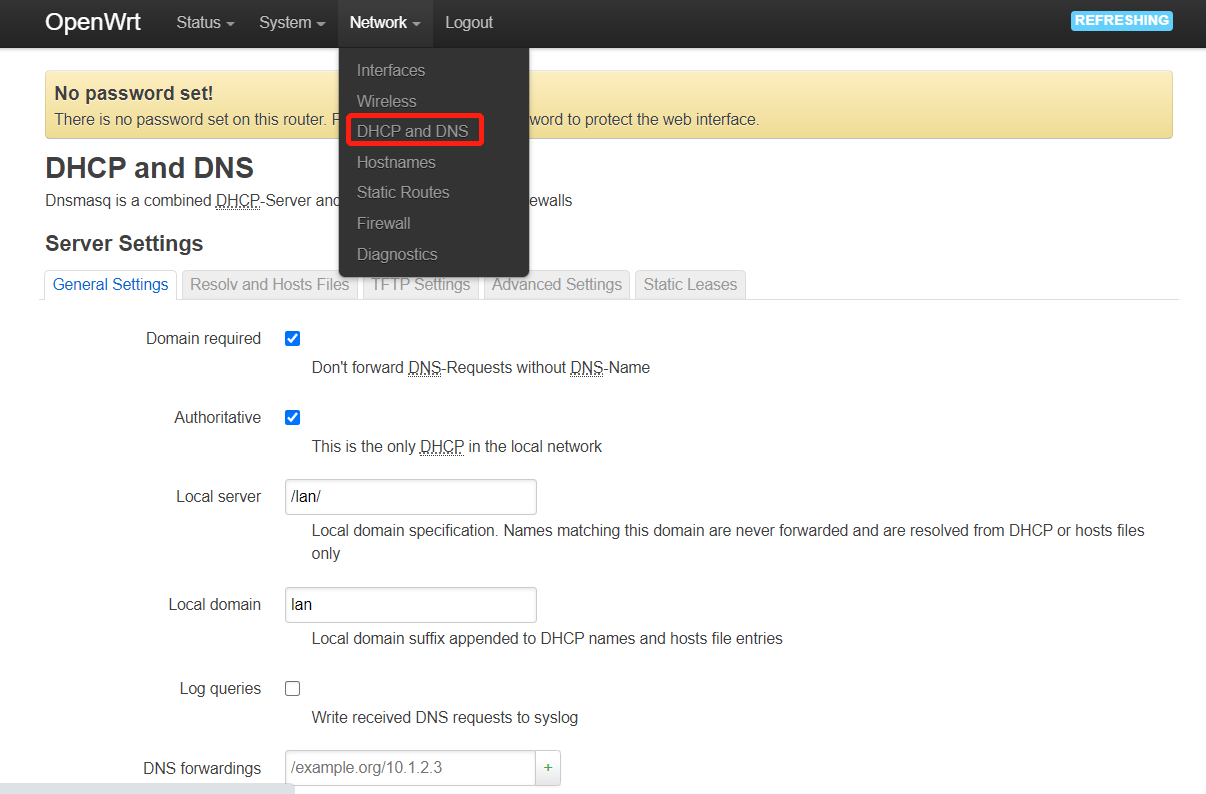 OpenWrt Status System Network Logout REFRESHING
Interfaces
Wireless
DHCP and DNS
Hostnames
Static Routes
Firewall
Diagnostics
No password set!
There is no password set on this router. word to protect the web interface.
DHCP and DNS
Dnsmasq is a combined DHCP-Server and ewalls
Server Settings
General Settings Resolv and Hosts Files TFTP Settings Advanced Settings Static Leases
Domain required
Don't forward DNS-Requests without DNS-Name
Authoritative
This is the only DHCP in the local network
Local server /lan/
Local domain specification. Names matching this domain are never forwarded and are resolved from DHCP or hosts files
only
Local domain lan
Local domain suffix appended to DHCP names and hosts file entries
Log queries
Write received DNS requests to syslog
DNS forwardings /example.org/10.1.2.3 +